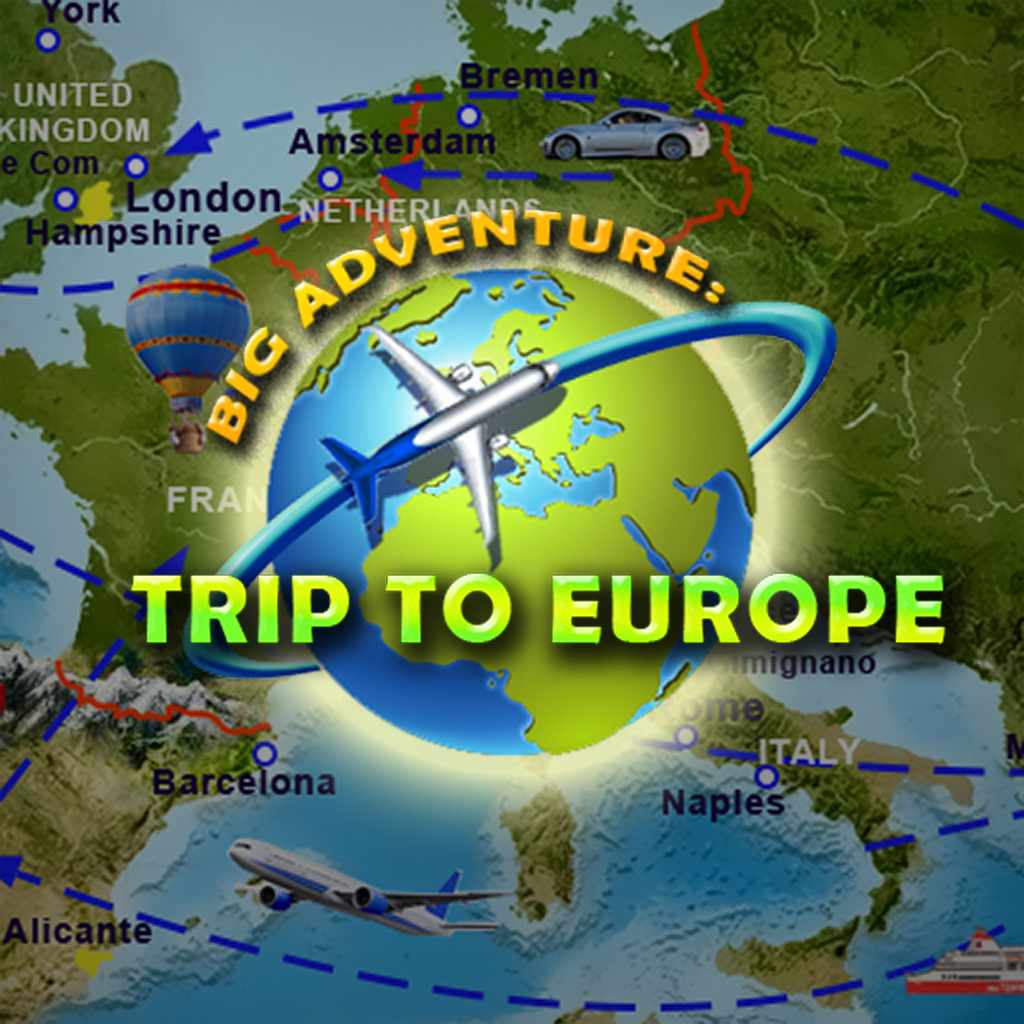 York
Bremen
UNITED
KINGDOM
Amsterdam
e Com
London
NETHERLANDS
Hampshire
BIG ADVENTURE:
FRAN
TRIP TO EUROPE
imignano
Rome
ITALY
Barcelona
Naples
M
Alicante